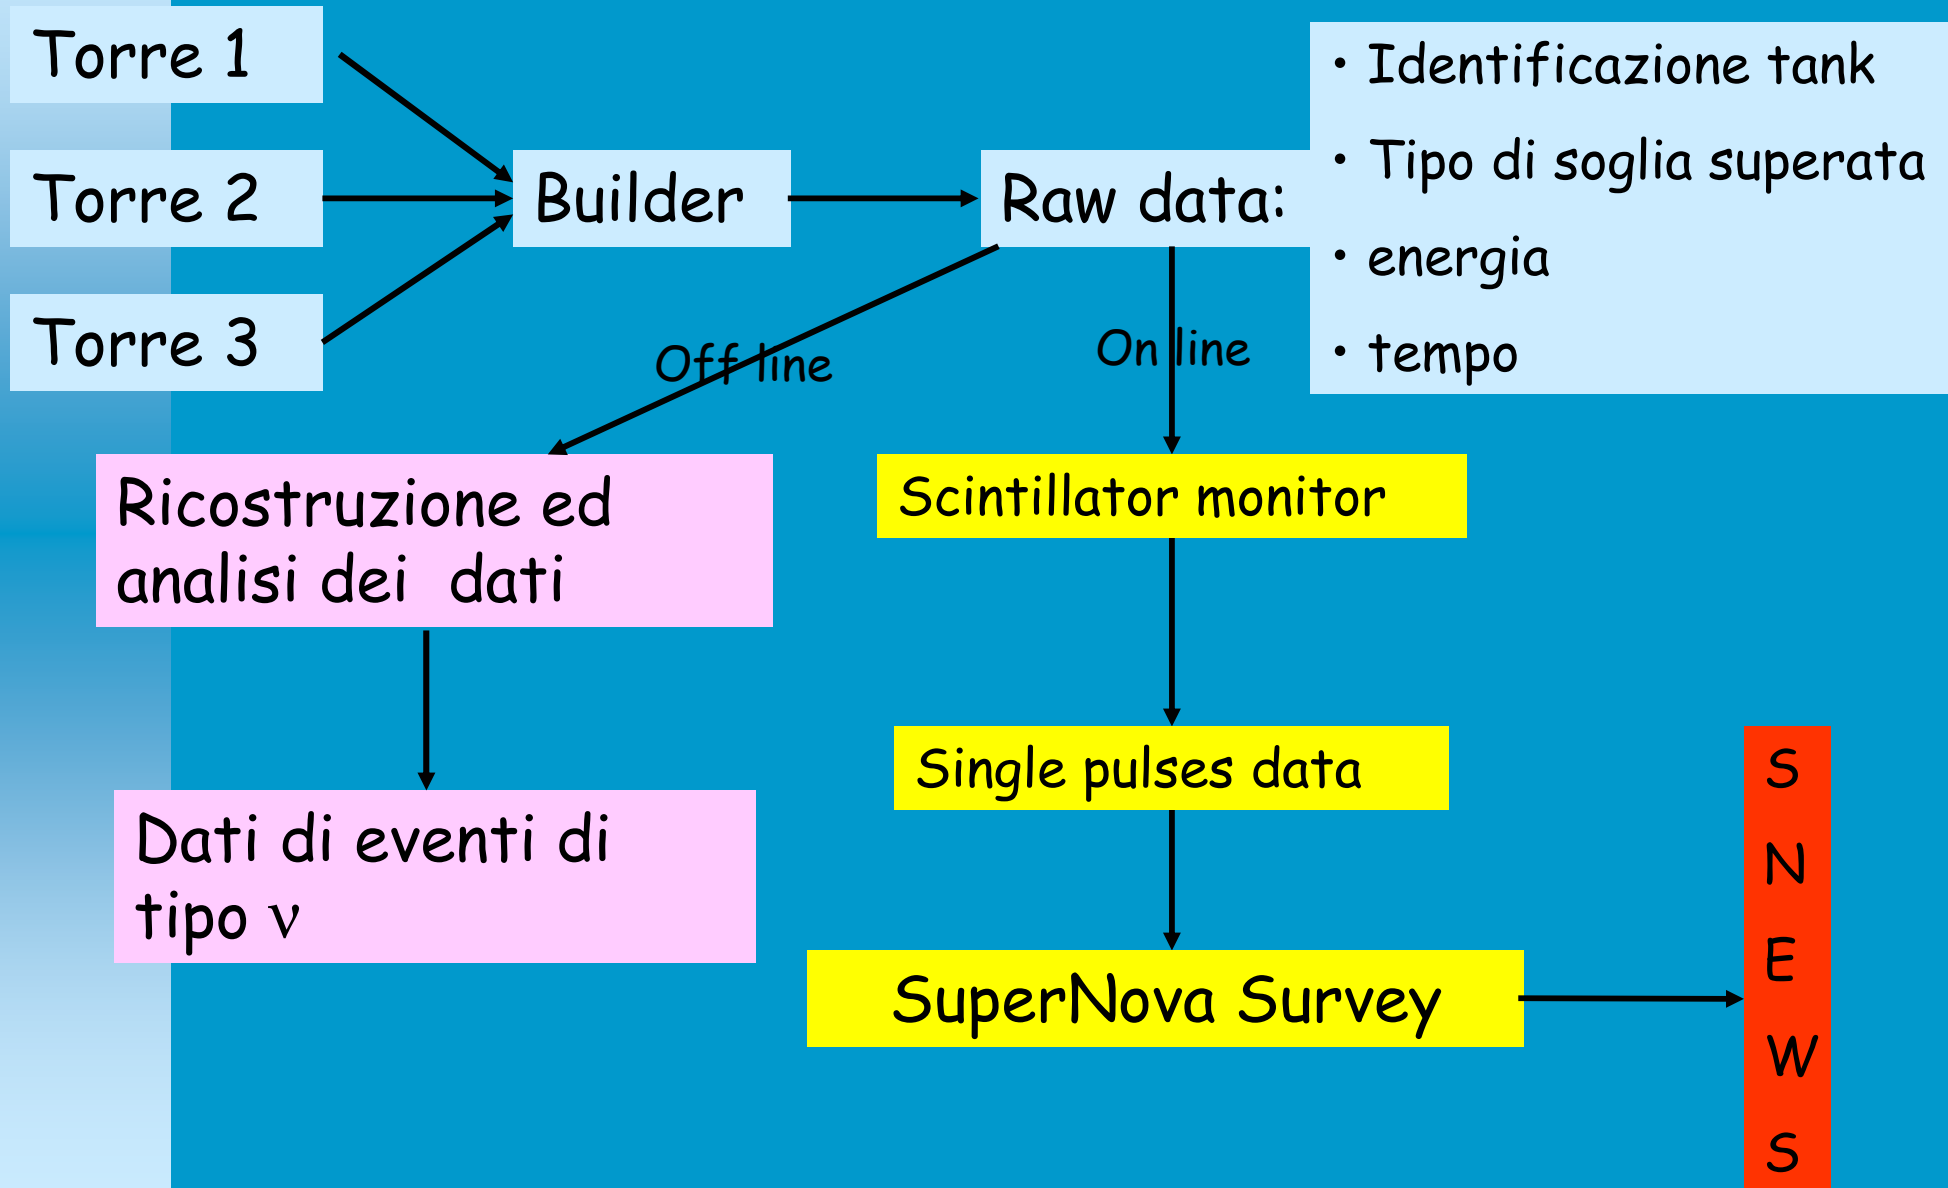 Torre 1
Torre 2
Torre 3
Builder
Raw data:
• Identificazione tank
• Tipo di soglia superata
• energia
• tempo
Off line
On line
Ricostruzione ed
analisi dei dati
Dati di eventi di
tipo ν
Scintillator monitor
Single pulses data
SuperNova Survey
S
N
E
W
S